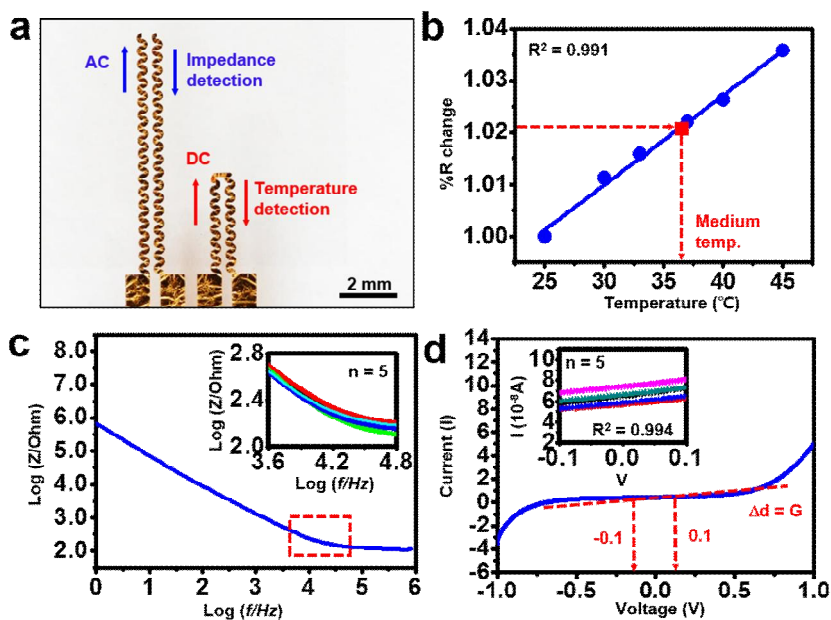 a
AC
Impedance
detection
DC
Temperature
detection
2 mm
b
R² = 0.991
%R change
1.04
1.03
1.02
1.01
1.00
Medium
temp.
25 30 35 40 45
Temperature (°C)
c
Log (Z/Ohm)
8.0
7.0
6.0
5.0
4.0
3.0
2.0
0 1 2 3 4 5 6
Log (f/Hz)
Log (Z/Ohm)
2.8
2.4
2.0
n = 5
3.6 4.2 4.8
Log (f/Hz)
d
Current (I)
14
12
10
8
6
4
2
0
-2
-4
-6
-1.0 -0.5 0.0 0.5 1.0
Voltage (V)
I (10⁻⁸A)
10
8
6
4
2
n = 5
R² = 0.994
-0.1 0.0 0.1
V
Δd = G
-0.1
0.1